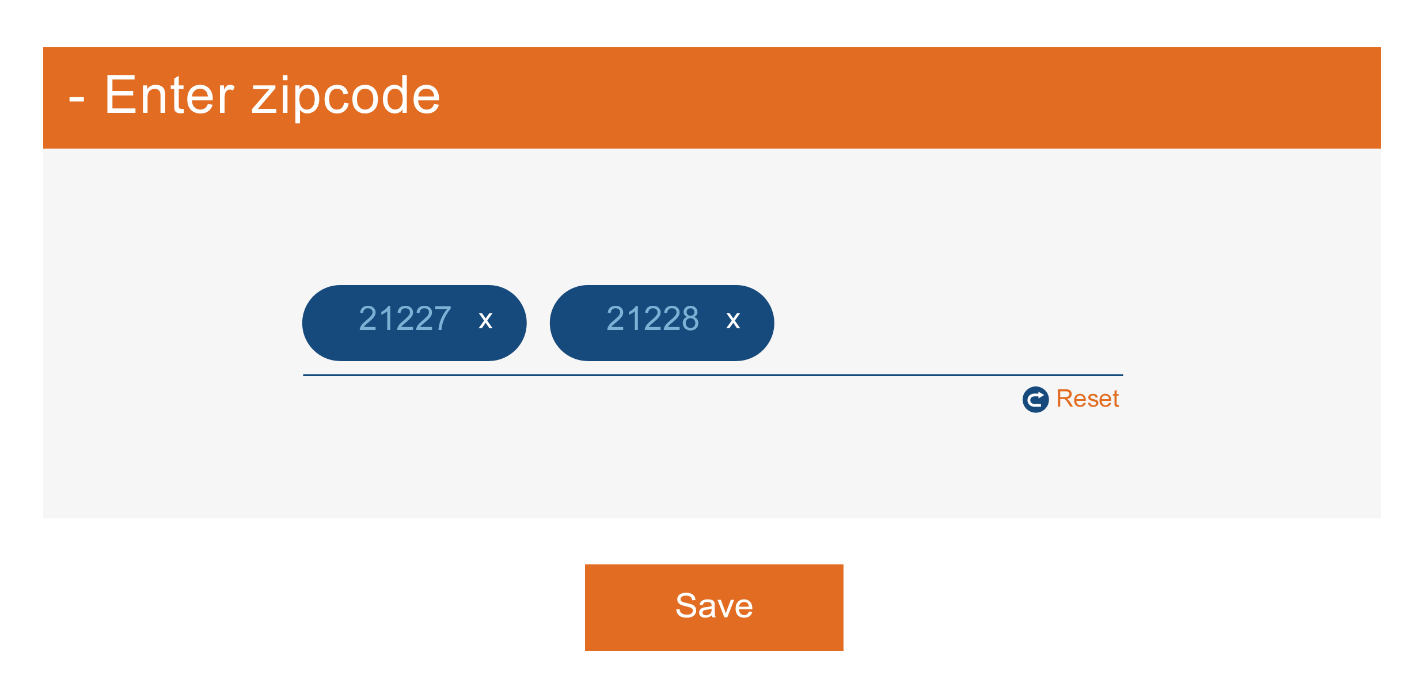 - Enter zipcode
21227 x 21228 x
Reset
Save